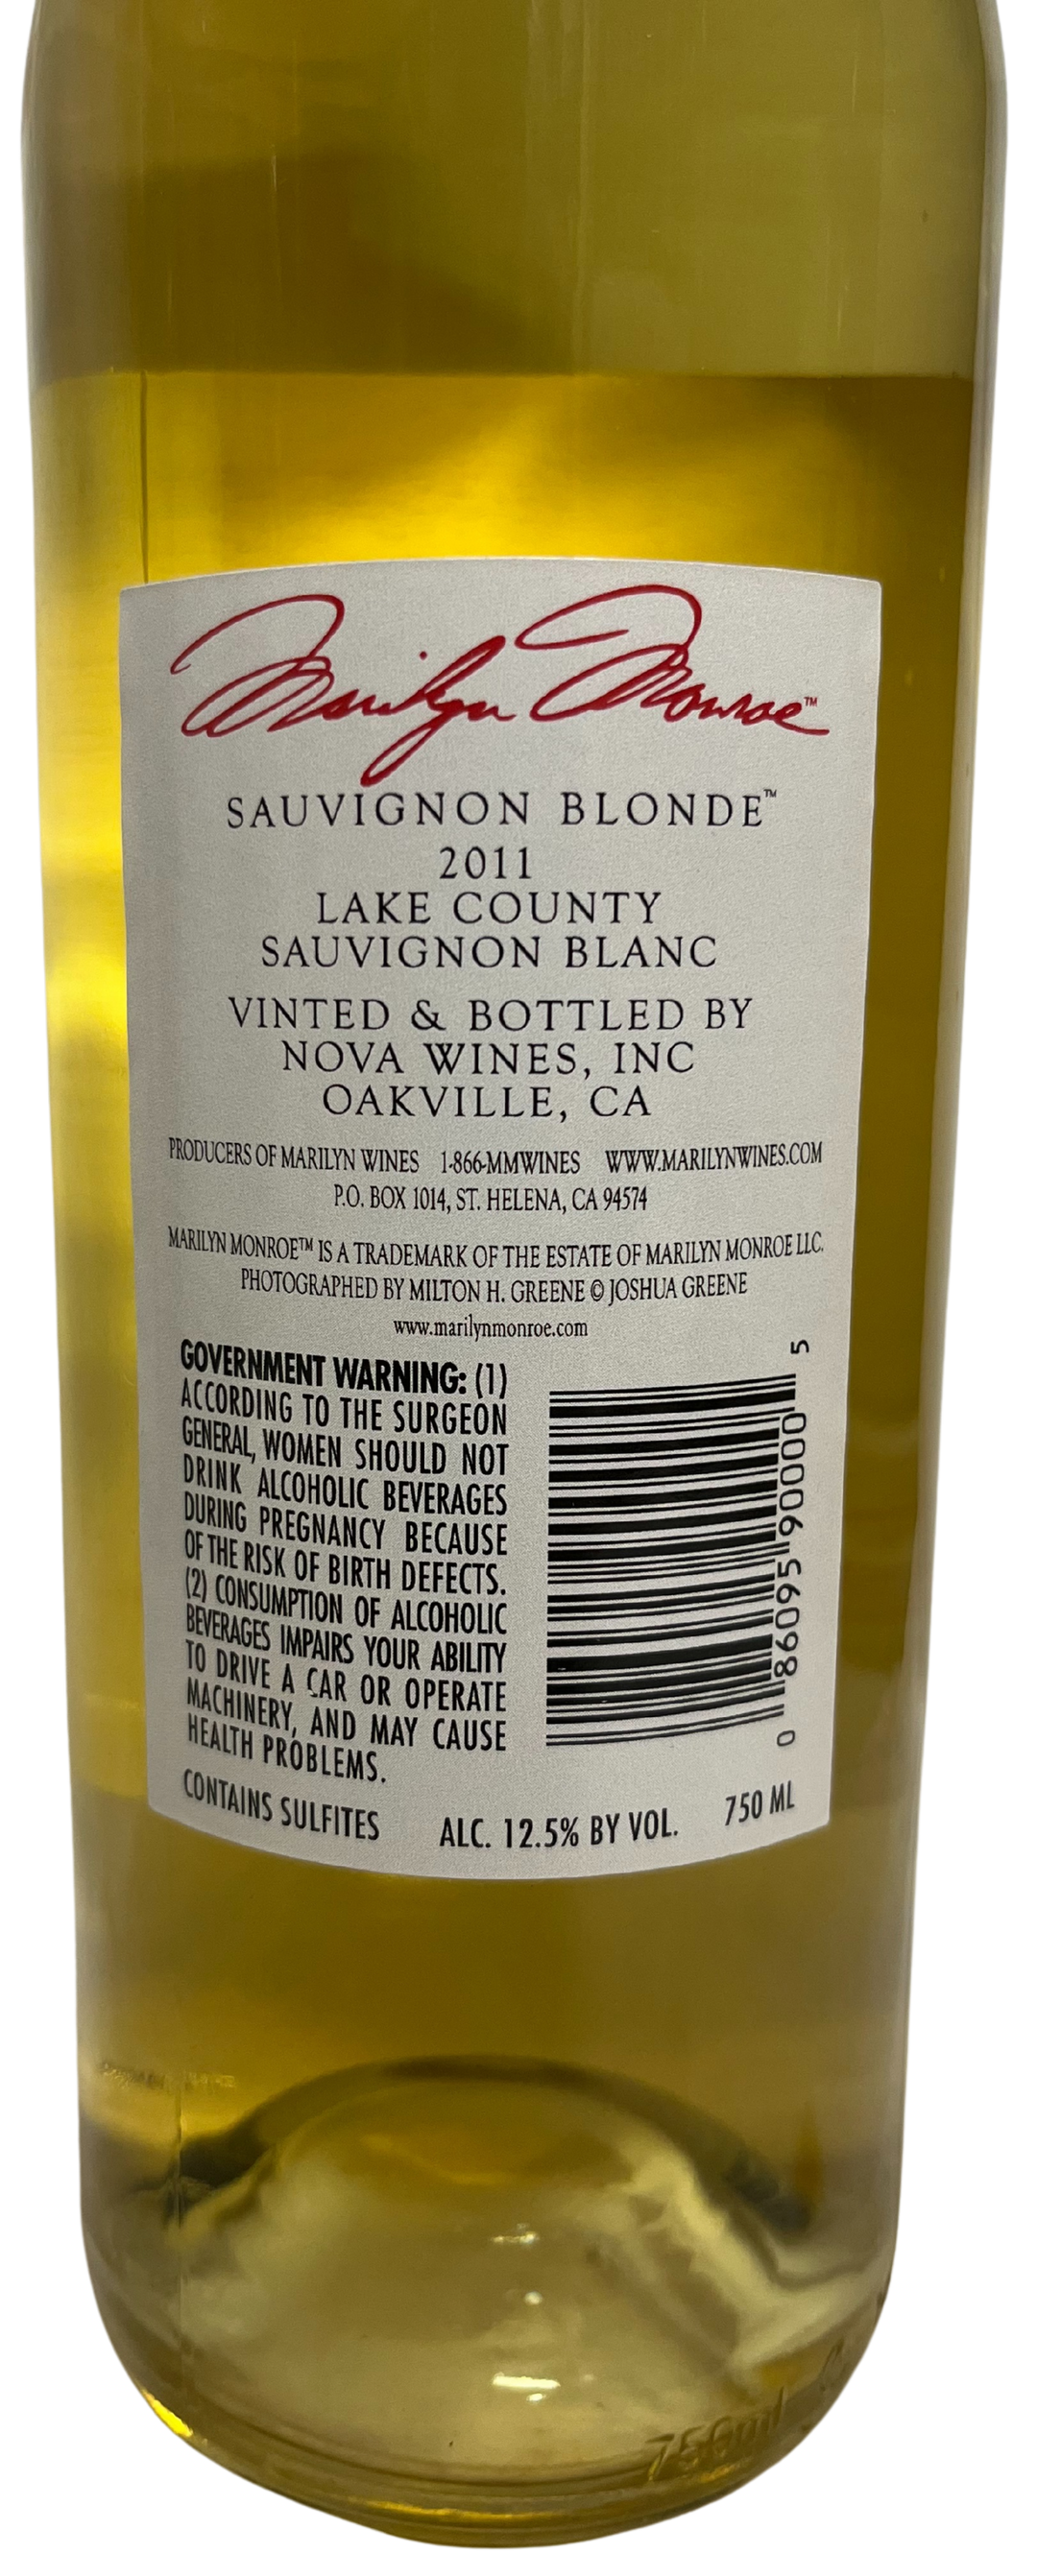 Marilyn Monroe™
SAUVIGNON BLONDE™
2011
LAKE COUNTY
SAUVIGNON BLANC
VINTED & BOTTLED BY
NOVA WINES, INC
OAKVILLE, CA
PRODUCERS OF MARILYN WINES 1-866-MMWINES WWW.MARILYNWINES.COM
P.O. BOX 1014, ST. HELENA, CA 94574
MARILYN MONROE™ IS A TRADEMARK OF THE ESTATE OF MARILYN MONROE LLC.
PHOTOGRAPHED BY MILTON H. GREENE © JOSHUA GREENE
www.marilynmonroe.com
GOVERNMENT WARNING: (1)
ACCORDING TO THE SURGEON
GENERAL, WOMEN SHOULD NOT
DRINK ALCOHOLIC BEVERAGES
DURING PREGNANCY BECAUSE
OF THE RISK OF BIRTH DEFECTS.
(2) CONSUMPTION OF ALCOHOLIC
BEVERAGES IMPAIRS YOUR ABILITY
TO DRIVE A CAR OR OPERATE
MACHINERY, AND MAY CAUSE
HEALTH PROBLEMS.
0 86095 90000 5
CONTAINS SULFITES ALC. 12.5% BY VOL. 750 ML
750ml